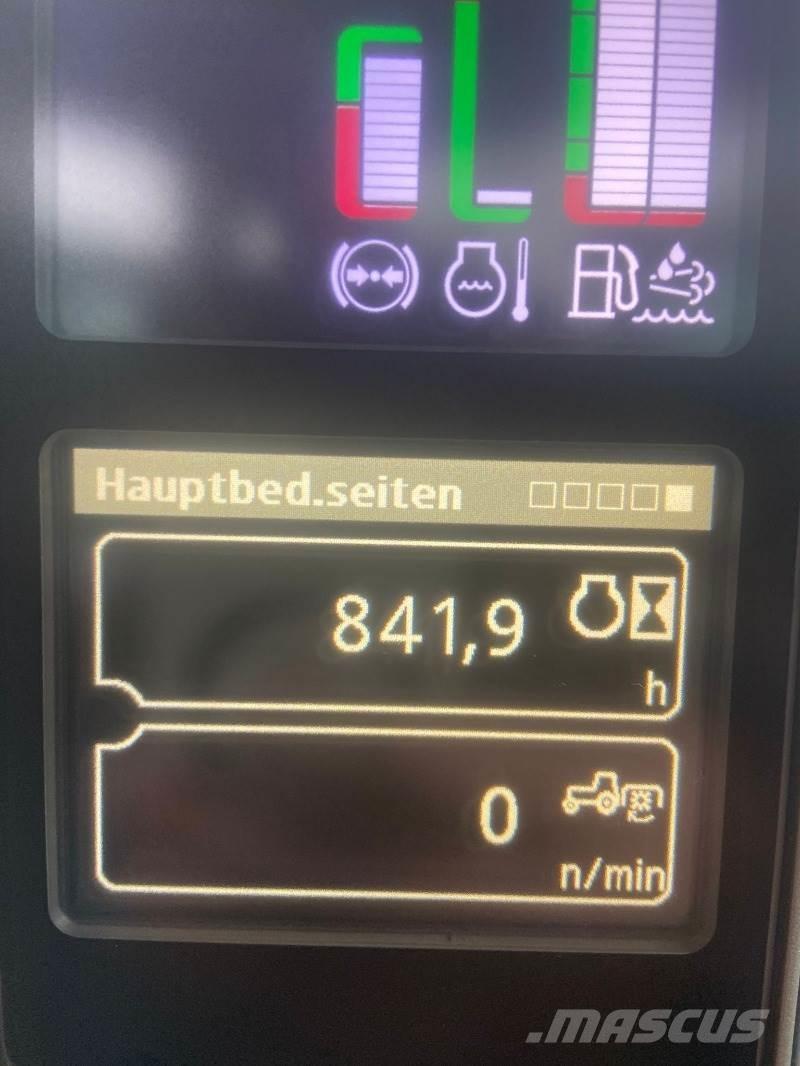 Hauptbed.seiten
841,9
h
0
n/min
.MASCUS